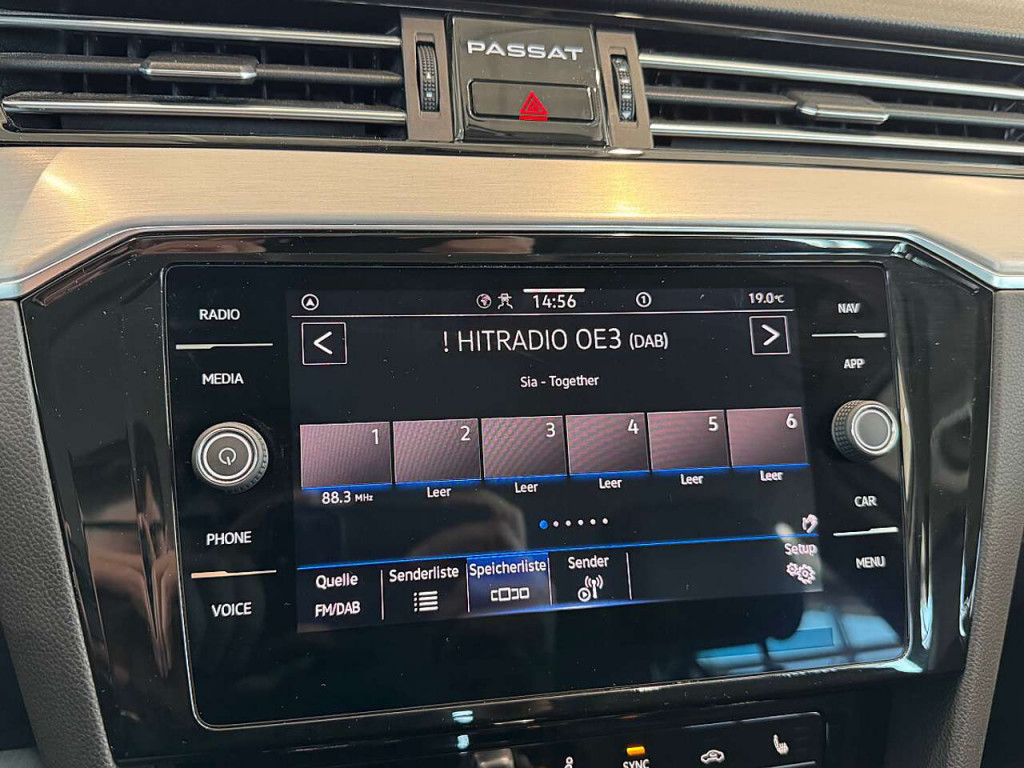 PASSAT
RADIO
MEDIA
PHONE
VOICE
14:56
1
19.0°C
! HITRADIO OE3 (DAB)
Sia - Together
1 2 3 4 5 6
88.3 MHz Leer Leer Leer Leer Leer
Quelle
FM/DAB
Senderliste
Speicherliste
Sender
Setup
NAV
APP
CAR
MENU
SYNC